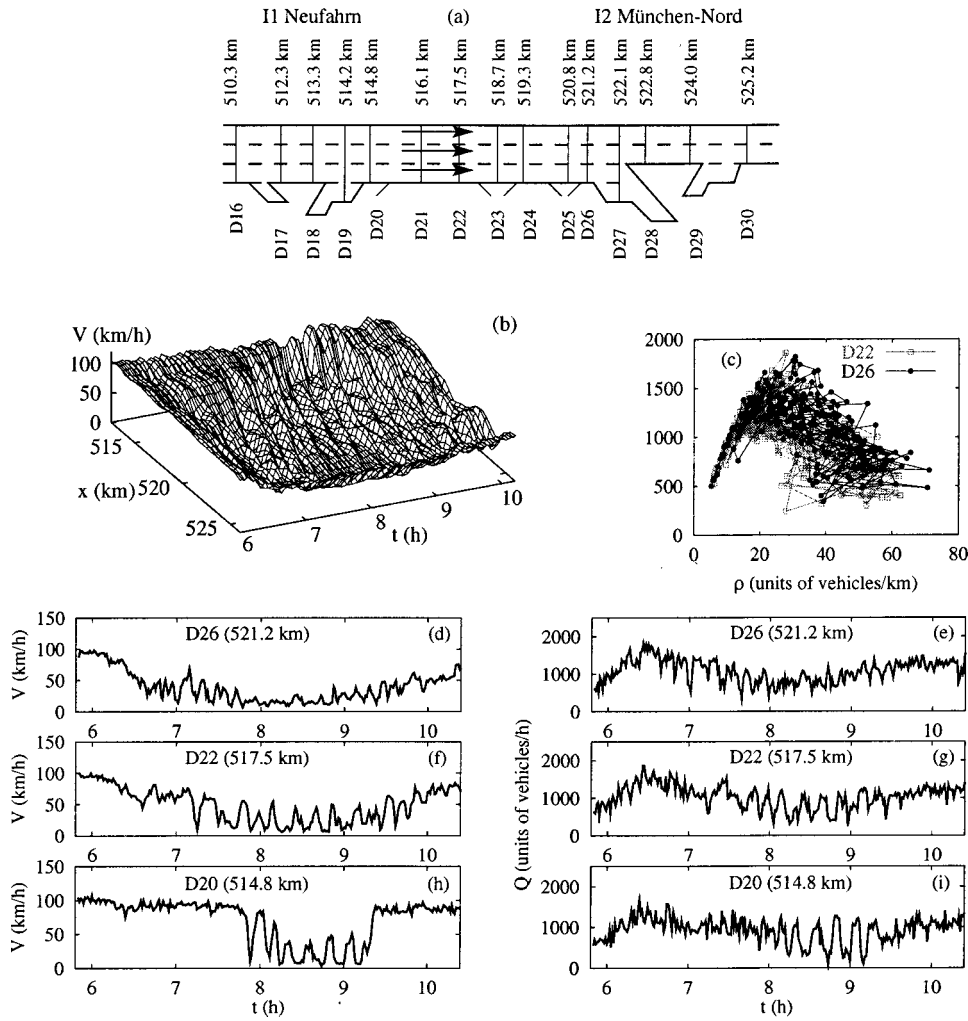 I1 Neufahrn (a) I2 München-Nord
510.3 km 512.3 km 513.3 km 514.2 km 514.8 km 516.1 km 517.5 km 518.7 km 519.3 km 520.8 km 521.2 km 522.1 km 522.8 km 524.0 km 525.2 km
D16 D17 D18 D19 D20 D21 D22 D23 D24 D25 D26 D27 D28 D29 D30
(b)
V (km/h)
100
50
0
515
x (km) 520
525
6 7 8 9 10
t (h)
(c)
D22
D26
2000
1500
1000
500
0
0 20 40 60 80
ρ (units of vehicles/km)
D26 (521.2 km) (d)
V (km/h)
150
100
50
0
6 7 8 9 10
D26 (521.2 km) (e)
2000
1000
0
6 7 8 9 10
D22 (517.5 km) (f)
V (km/h)
150
100
50
0
6 7 8 9 10
D22 (517.5 km) (g)
Q (units of vehicles/h)
2000
1000
0
6 7 8 9 10
D20 (514.8 km) (h)
V (km/h)
150
100
50
0
6 7 8 9 10
t (h)
D20 (514.8 km) (i)
2000
1000
0
6 7 8 9 10
t (h)